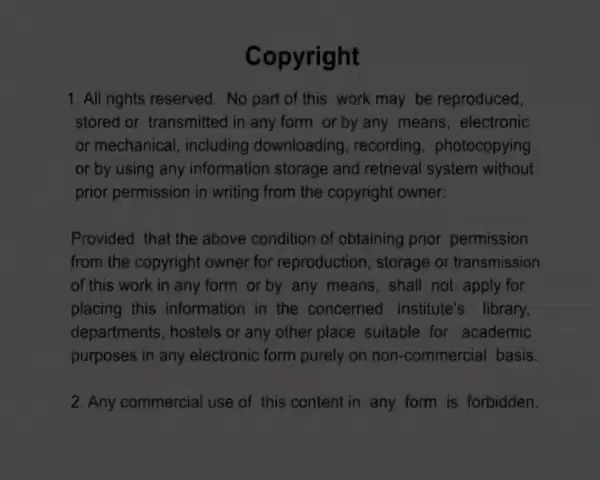 Copyright
1. All rights reserved. No part of this work may be reproduced,
stored or transmitted in any form or by any means, electronic
or mechanical, including downloading, recording, photocopying
or by using any information storage and retrieval system without
prior permission in writing from the copyright owner.
Provided that the above condition of obtaining prior permission
from the copyright owner for reproduction, storage or transmission
of this work in any form or by any means, shall not apply for
placing this information in the concerned Institute's library,
departments, hostels or any other place suitable for academic
purposes in any electronic form purely on non-commercial basis.
2. Any commercial use of this content in any form is forbidden.